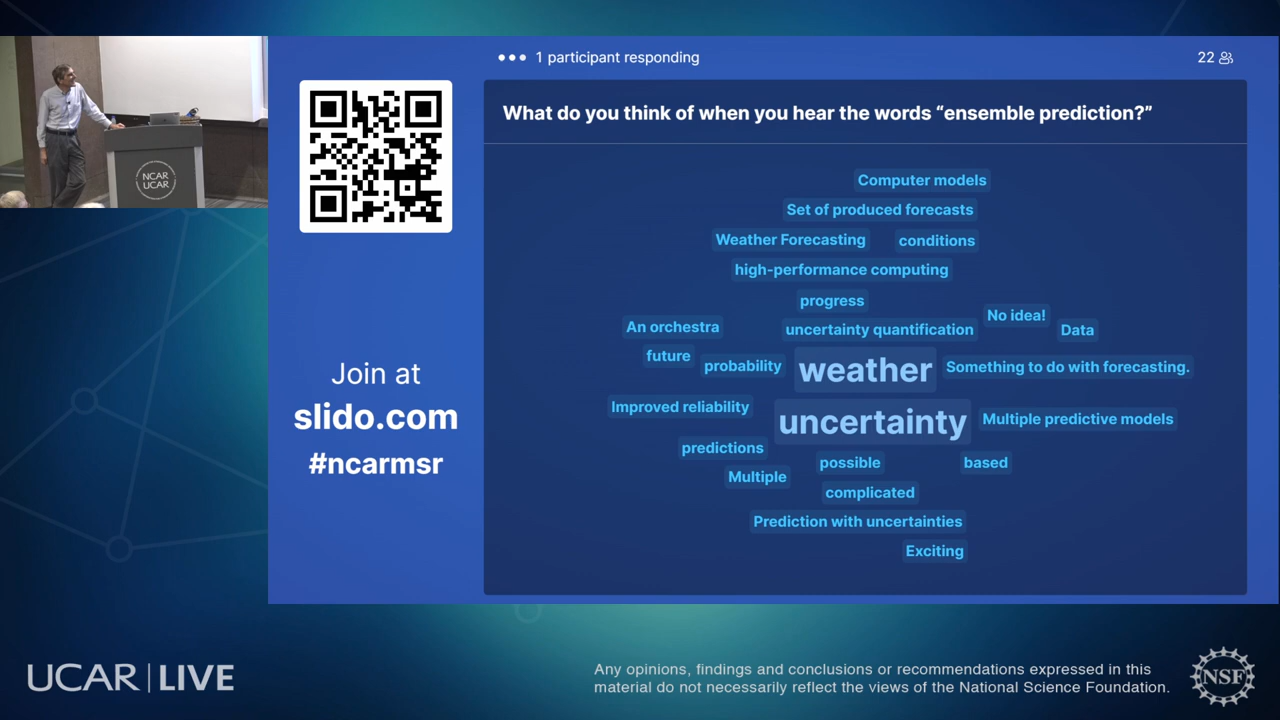 1 participant responding
22
What do you think of when you hear the words “ensemble prediction?”
Computer models
Set of produced forecasts
Weather Forecasting
conditions
high-performance computing
progress
No idea!
An orchestra
uncertainty quantification
Data
future
probability
weather
Something to do with forecasting.
Improved reliability
uncertainty
Multiple predictive models
predictions
possible
based
Multiple
complicated
Prediction with uncertainties
Exciting
Join at
slido.com
#ncarmsr
NCAR
UCAR
UCAR | LIVE
Any opinions, findings and conclusions or recommendations expressed in this
material do not necessarily reflect the views of the National Science Foundation.
NSF